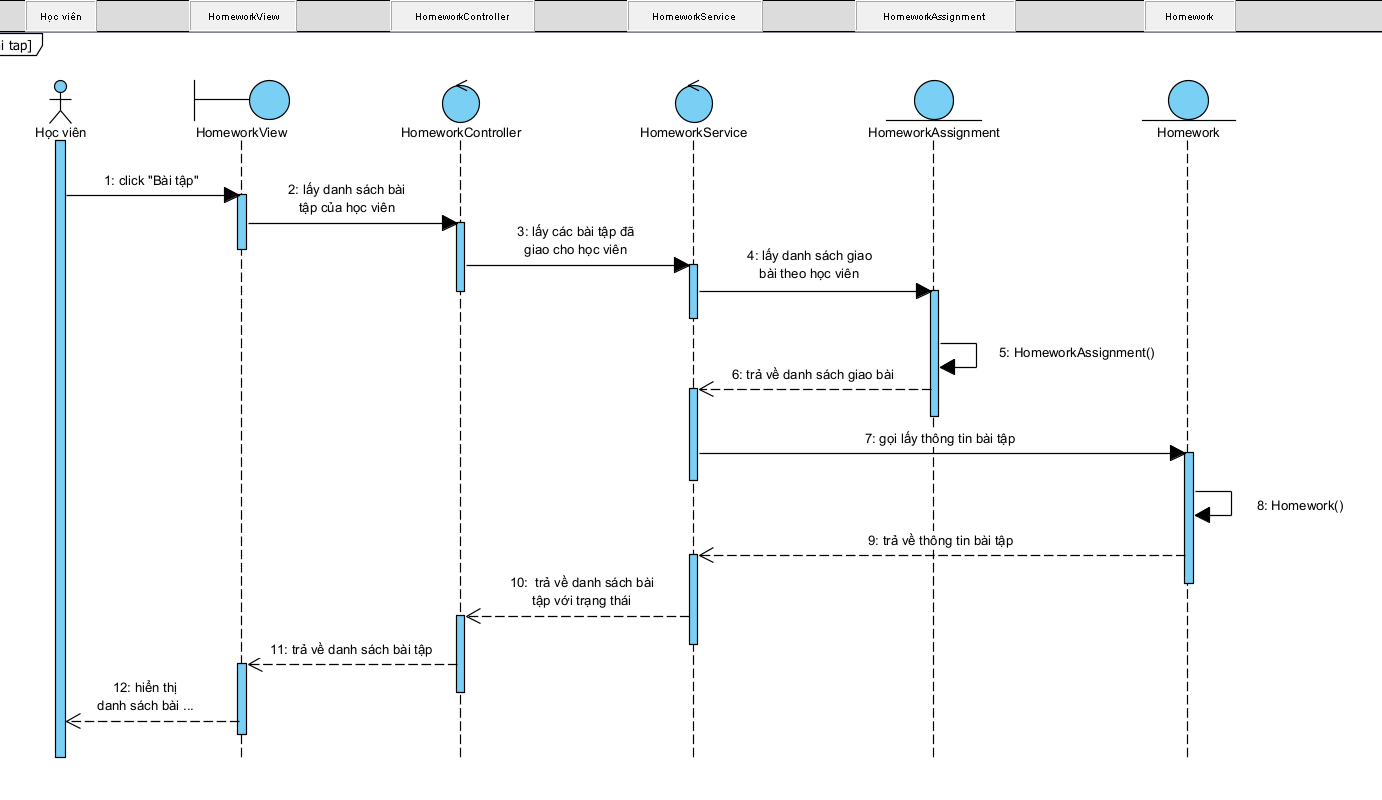 Học viên
HomeworkView
HomeworkController
HomeworkService
HomeworkAssignment
Homework
i tap]
Học viên
HomeworkView
HomeworkController
HomeworkService
HomeworkAssignment
Homework
1: click "Bài tập"
2: lấy danh sách bài
tập của học viên
3: lấy các bài tập đã
giao cho học viên
4: lấy danh sách giao
bài theo học viên
5: HomeworkAssignment()
6: trả về danh sách giao bài
7: gọi lấy thông tin bài tập
8: Homework()
9: trả về thông tin bài tập
10:  trả về danh sách bài
tập với trạng thái
11: trả về danh sách bài tập
12: hiển thị
danh sách bài ...